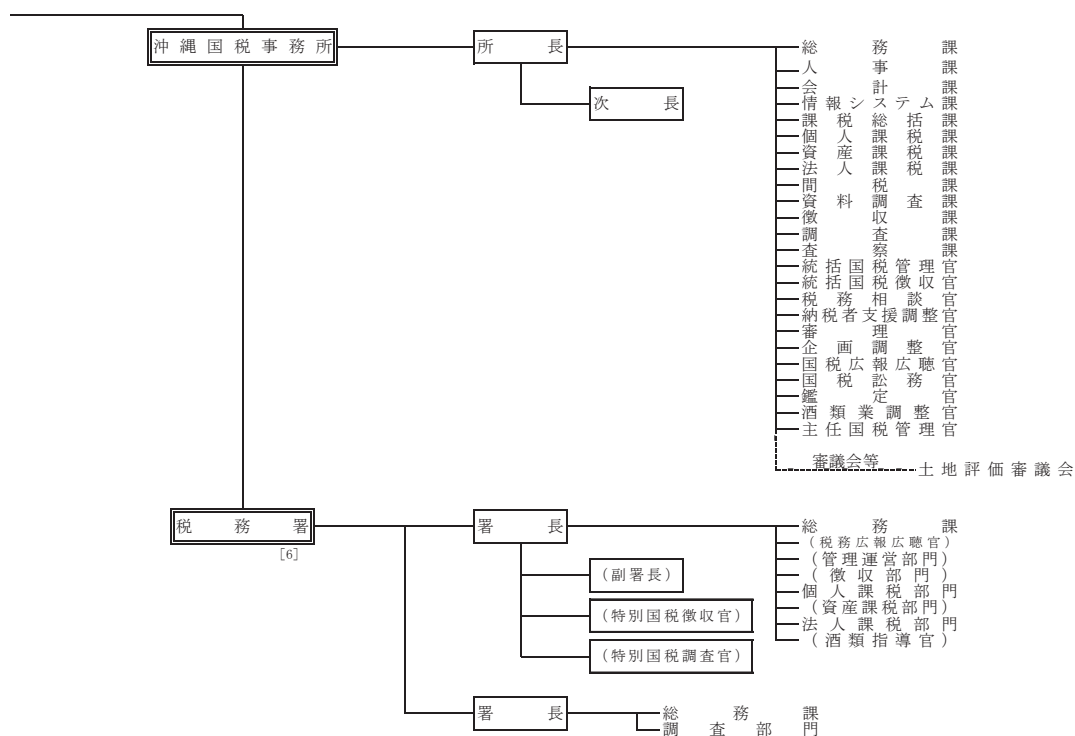 沖縄国税事務所
所長
次長
総務課
人事課
会計課
情報システム課
課税総括課
個人課税課
資産課税課
法人課税課
間税課
資料調査課
徴収課
調査課
査察課
統括国税管理官
統括国税徴収官
税務相談官
納税者支援調整官
審理官
企画調整官
国税広報広聴官
国税訟務官
鑑定官
酒類業調整官
主任国税管理官
審議会等
土地評価審議会
税務署
[6]
署長
(副署長)
(特別国税徴収官)
(特別国税調査官)
総務課
(税務広報広聴官)
(管理運営部門)
(徴収部門)
個人課税部門
(資産課税部門)
法人課税部門
(酒類指導官)
署長
総務課
調査部門